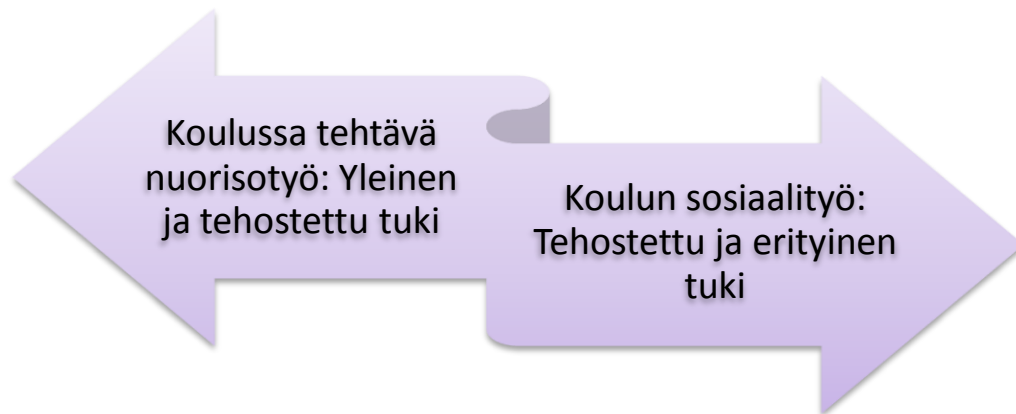 Koulussa tehtävä
nuorisotyö: Yleinen
ja tehostettu tuki
Koulun sosiaalityö:
Tehostettu ja erityinen
tuki